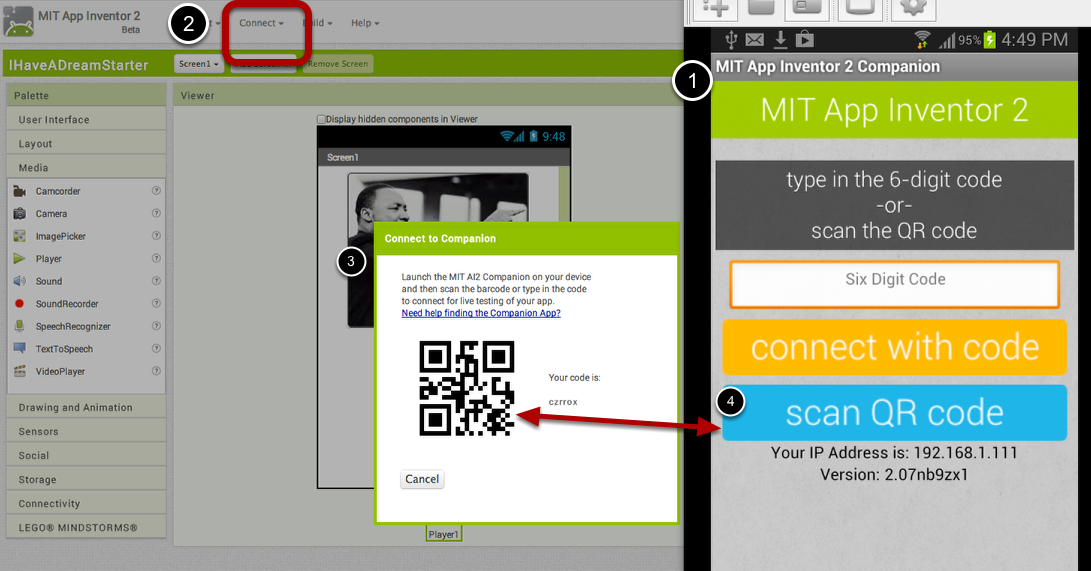 MIT App Inventor 2
Beta
2
Connect
Build
Help
IHaveADreamStarter
Screen1
Remove Screen
Palette
User Interface
Layout
Media
Camcorder
Camera
ImagePicker
Player
Sound
SoundRecorder
SpeechRecognizer
TextToSpeech
VideoPlayer
Drawing and Animation
Sensors
Social
Storage
Connectivity
LEGO® MINDSTORMS®
Viewer
Display hidden components in Viewer
9:48
Screen1
3
Connect to Companion
Launch the MIT AI2 Companion on your device
and then scan the barcode or type in the code
to connect for live testing of your app.
Need help finding the Companion App?
Your code is:
czrrox
Cancel
Player1
1
95% 4:49 PM
MIT App Inventor 2 Companion
MIT App Inventor 2
type in the 6-digit code
-or-
scan the QR code
Six Digit Code
connect with code
4
scan QR code
Your IP Address is: 192.168.1.111
Version: 2.07nb9zx1